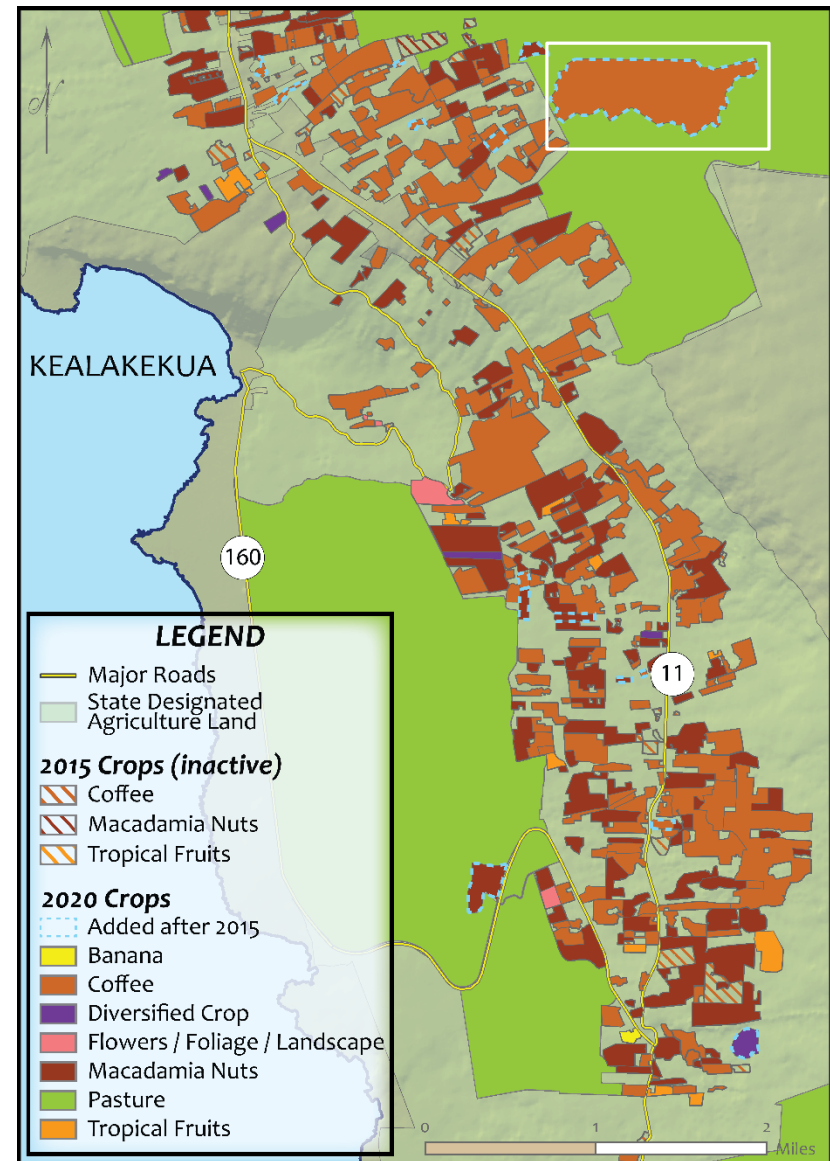 N
KEALAKEKUA
160
11
LEGEND
Major Roads
State Designated
Agriculture Land
2015 Crops (inactive)
Coffee
Macadamia Nuts
Tropical Fruits
2020 Crops
Added after 2015
Banana
Coffee
Diversified Crop
Flowers / Foliage / Landscape
Macadamia Nuts
Pasture
Tropical Fruits
0 1 2
Miles